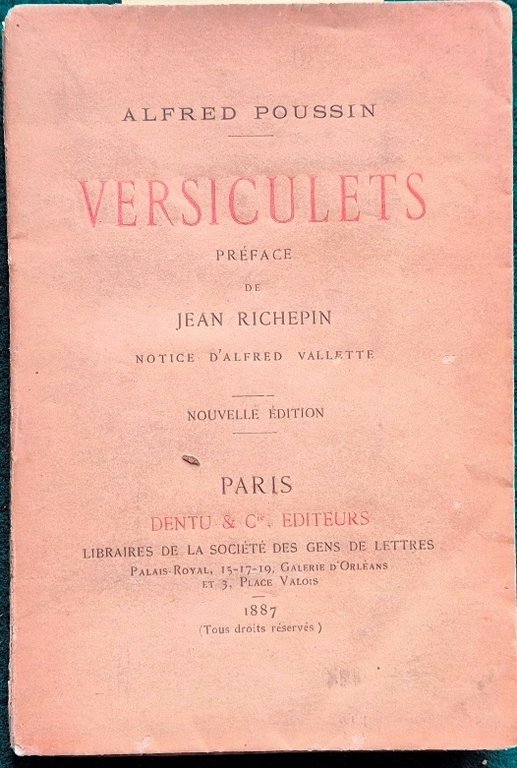 ALFRED POUSSIN
VERSICULETS
PRÉFACE
DE
JEAN RICHEPIN
NOTICE D'ALFRED VALLETTE
NOUVELLE ÉDITION
PARIS
DENTU & Cie, EDITEURS
LIBRAIRES DE LA SOCIÉTÉ DES GENS DE LETTRES
PALAIS-ROYAL, 15-17-19, GALERIE D'ORLÉANS
ET 3, PLACE VALOIS
1887
(Tous droits réservés)